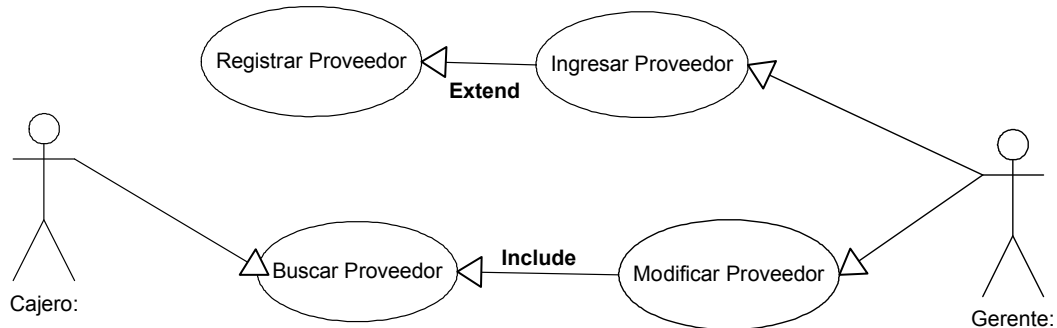 Registrar Proveedor
Ingresar Proveedor
Extend
Include
Buscar Proveedor
Modificar Proveedor
Cajero:
Gerente: